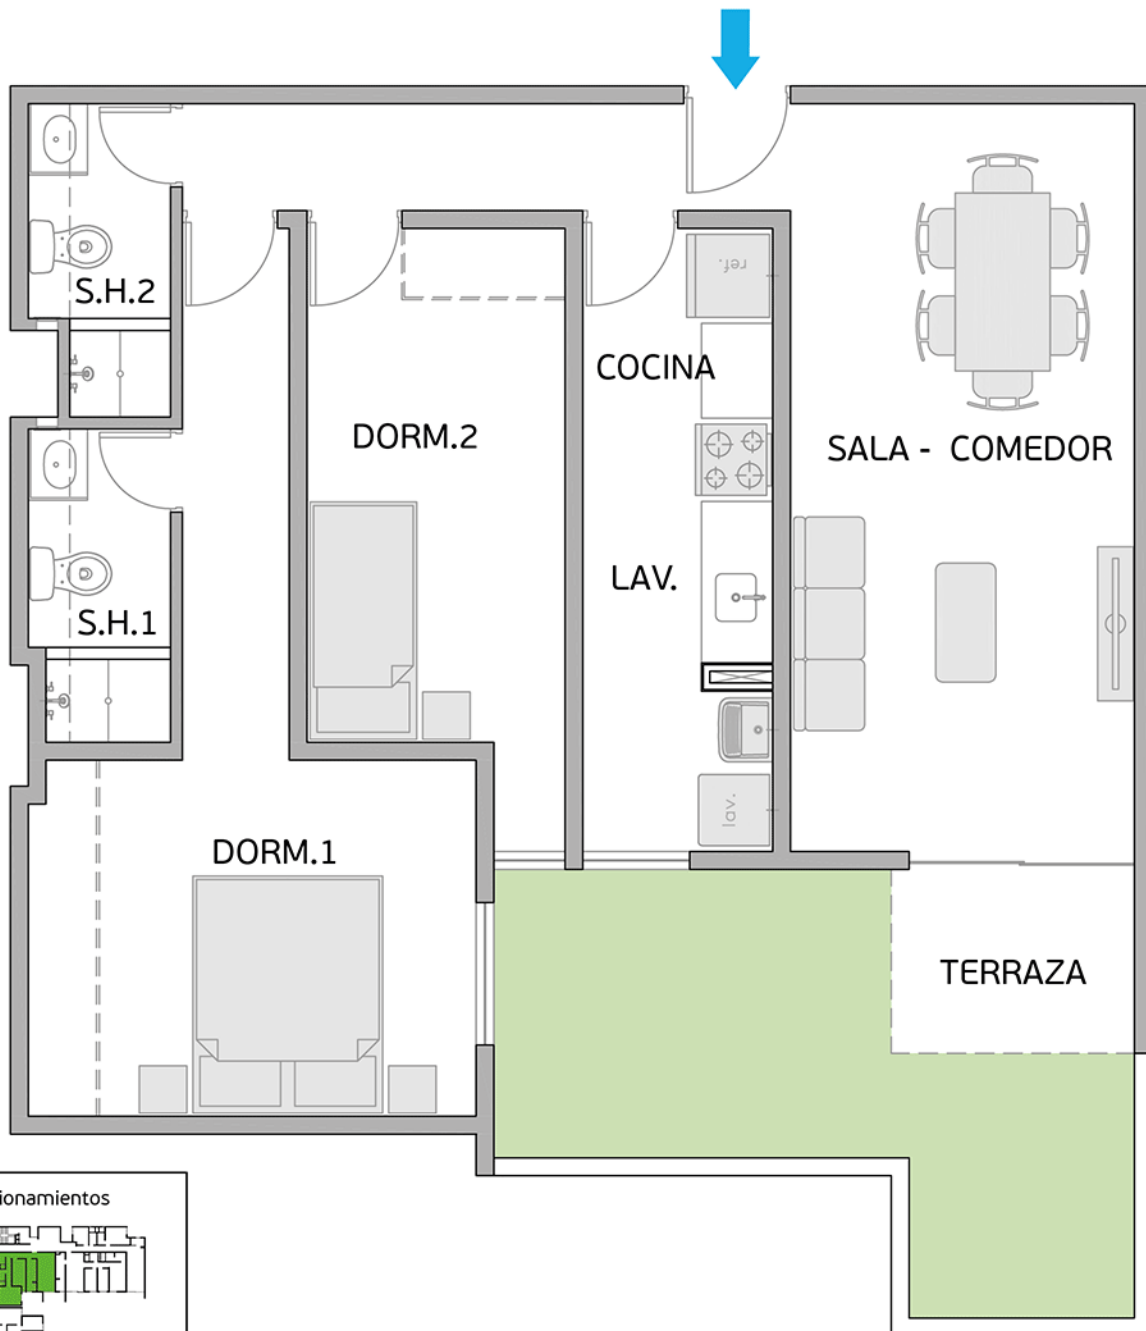 S.H.2
ref.
COCINA
DORM.2
SALA - COMEDOR
LAV.
S.H.1
lav.
DORM.1
TERRAZA
ionamientos